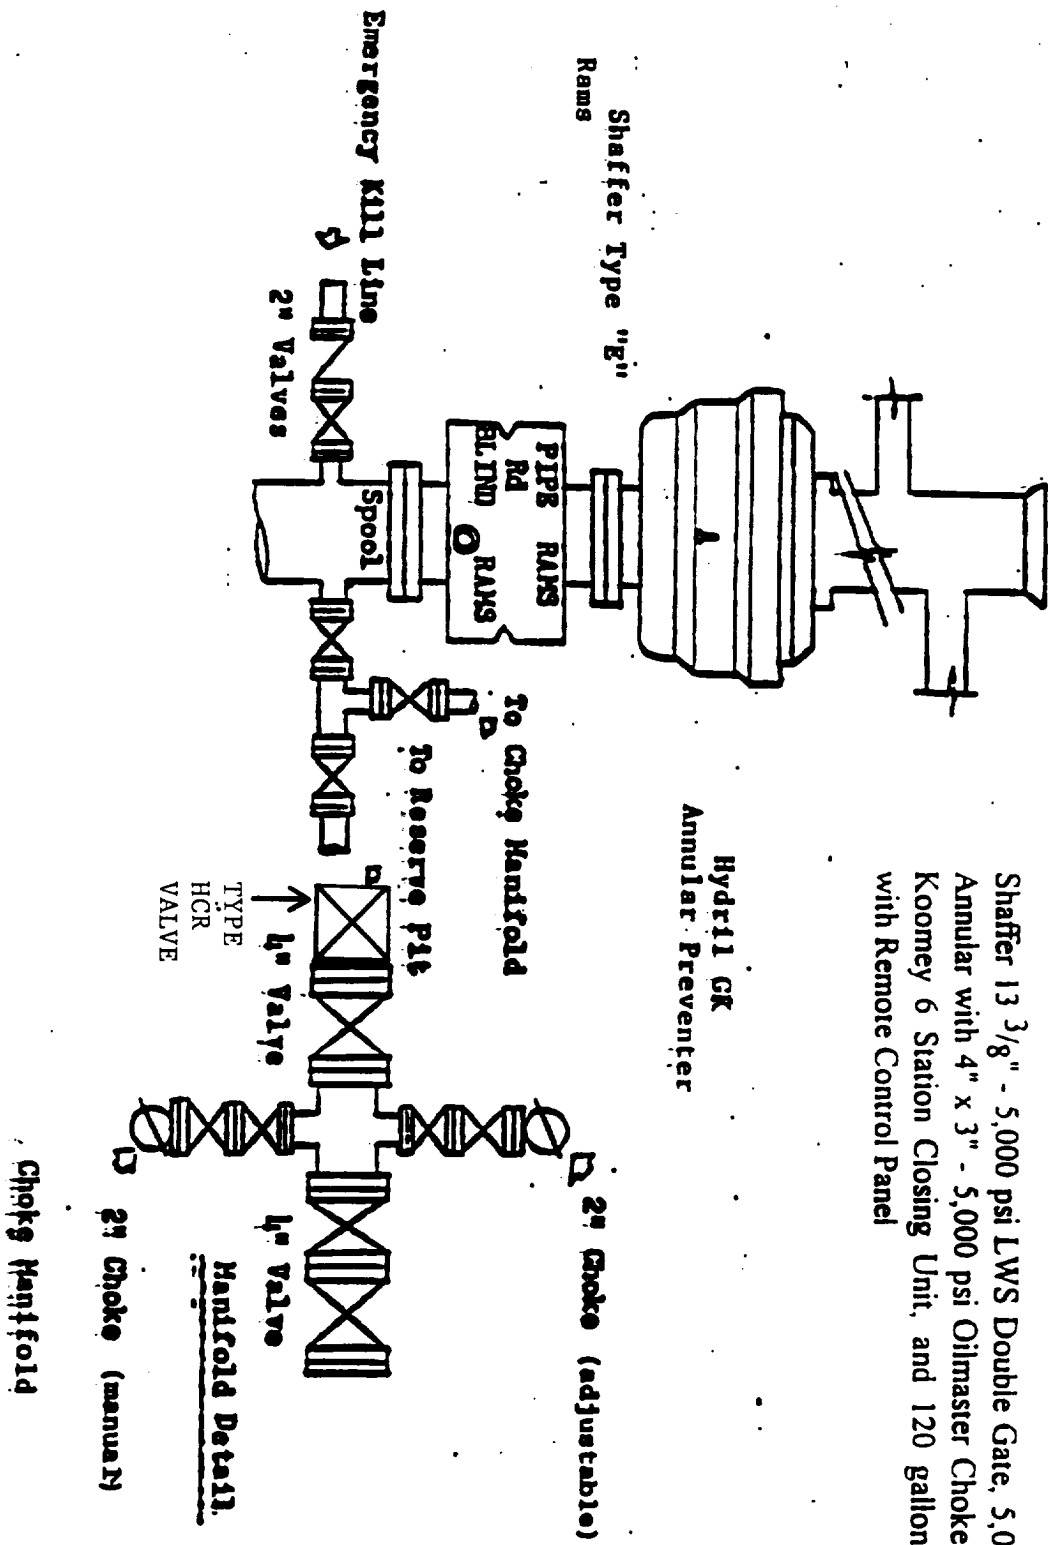 Shaffer 13 3/8" - 5,000 psi LWS Double Gate, 5,0
Annular with 4" x 3" - 5,000 psi Oilmaster Choke
Koomey 6 Station Closing Unit, and 120 gallon
with Remote Control Panel
Hydril GK
Annular Preventer
Shaffer Type "E"
Rams
PIPE RAMS
Rd
BLIND RAMS
Spool
Emergency Kill Line
2" Valves
To Choke Manifold
To Reserve Pit
TYPE
HCR
VALVE
4" Valve
2" Choke (adjustable)
4" Valve
Manifold Detail
2" Choke (manual)
Choke Manifold